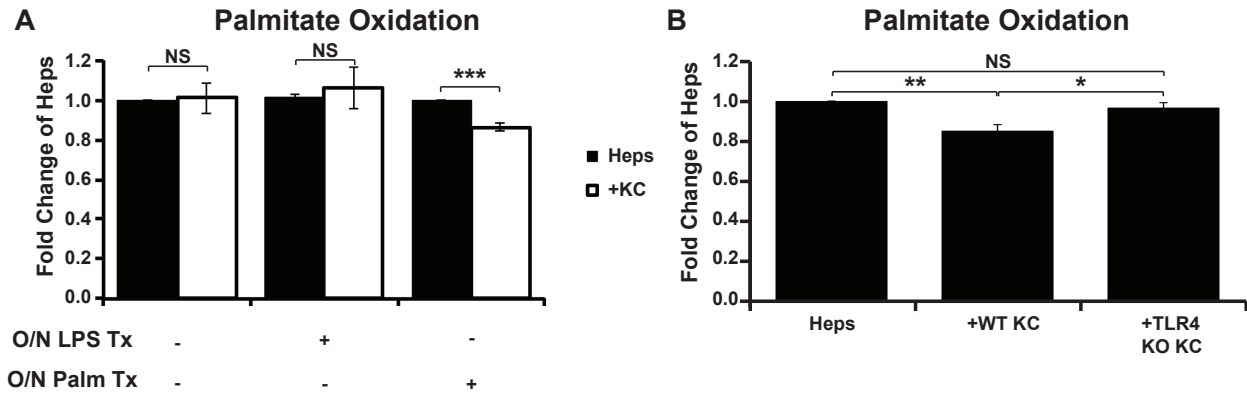 A
Palmitate Oxidation
Fold Change of Heps
1.2
1.0
0.8
0.6
0.4
0.2
0.0
NS
NS
***
O/N LPS Tx - + -
O/N Palm Tx - - +
Heps
+KC
B
Palmitate Oxidation
Fold Change of Heps
1.2
1.0
0.8
0.6
0.4
0.2
0.0
NS
**
*
Heps
+WT KC
+TLR4
KO KC